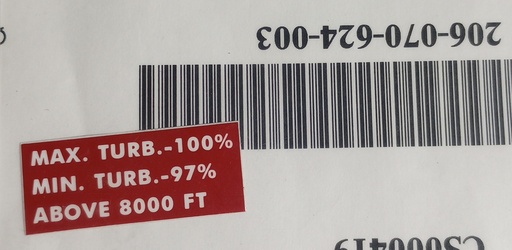 206-070-624-003
MAX. TURB.-100%
MIN. TURB.-97%
ABOVE 8000 FT